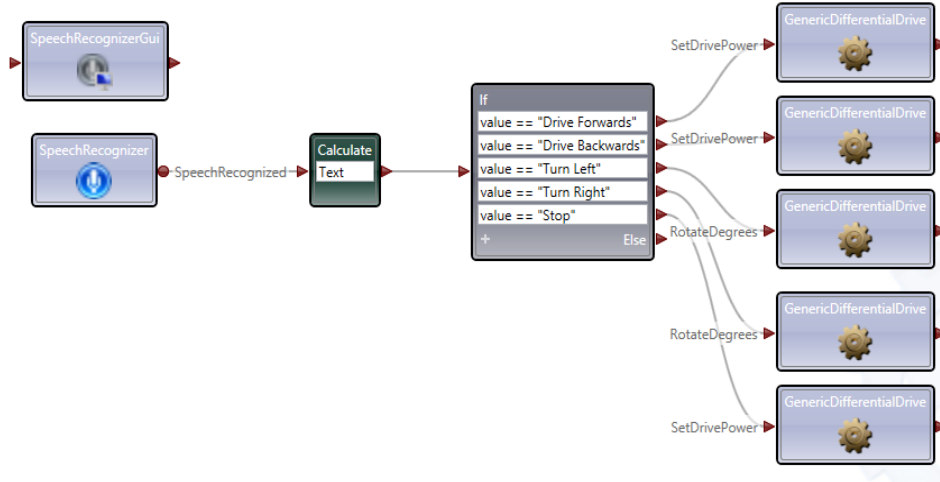 SpeechRecognizerGui
SpeechRecognizer
SpeechRecognized
Calculate
Text
If
value == "Drive Forwards"
value == "Drive Backwards"
value == "Turn Left"
value == "Turn Right"
value == "Stop"
+ Else
SetDrivePower
GenericDifferentialDrive
SetDrivePower
GenericDifferentialDrive
RotateDegrees
GenericDifferentialDrive
RotateDegrees
GenericDifferentialDrive
SetDrivePower
GenericDifferentialDrive